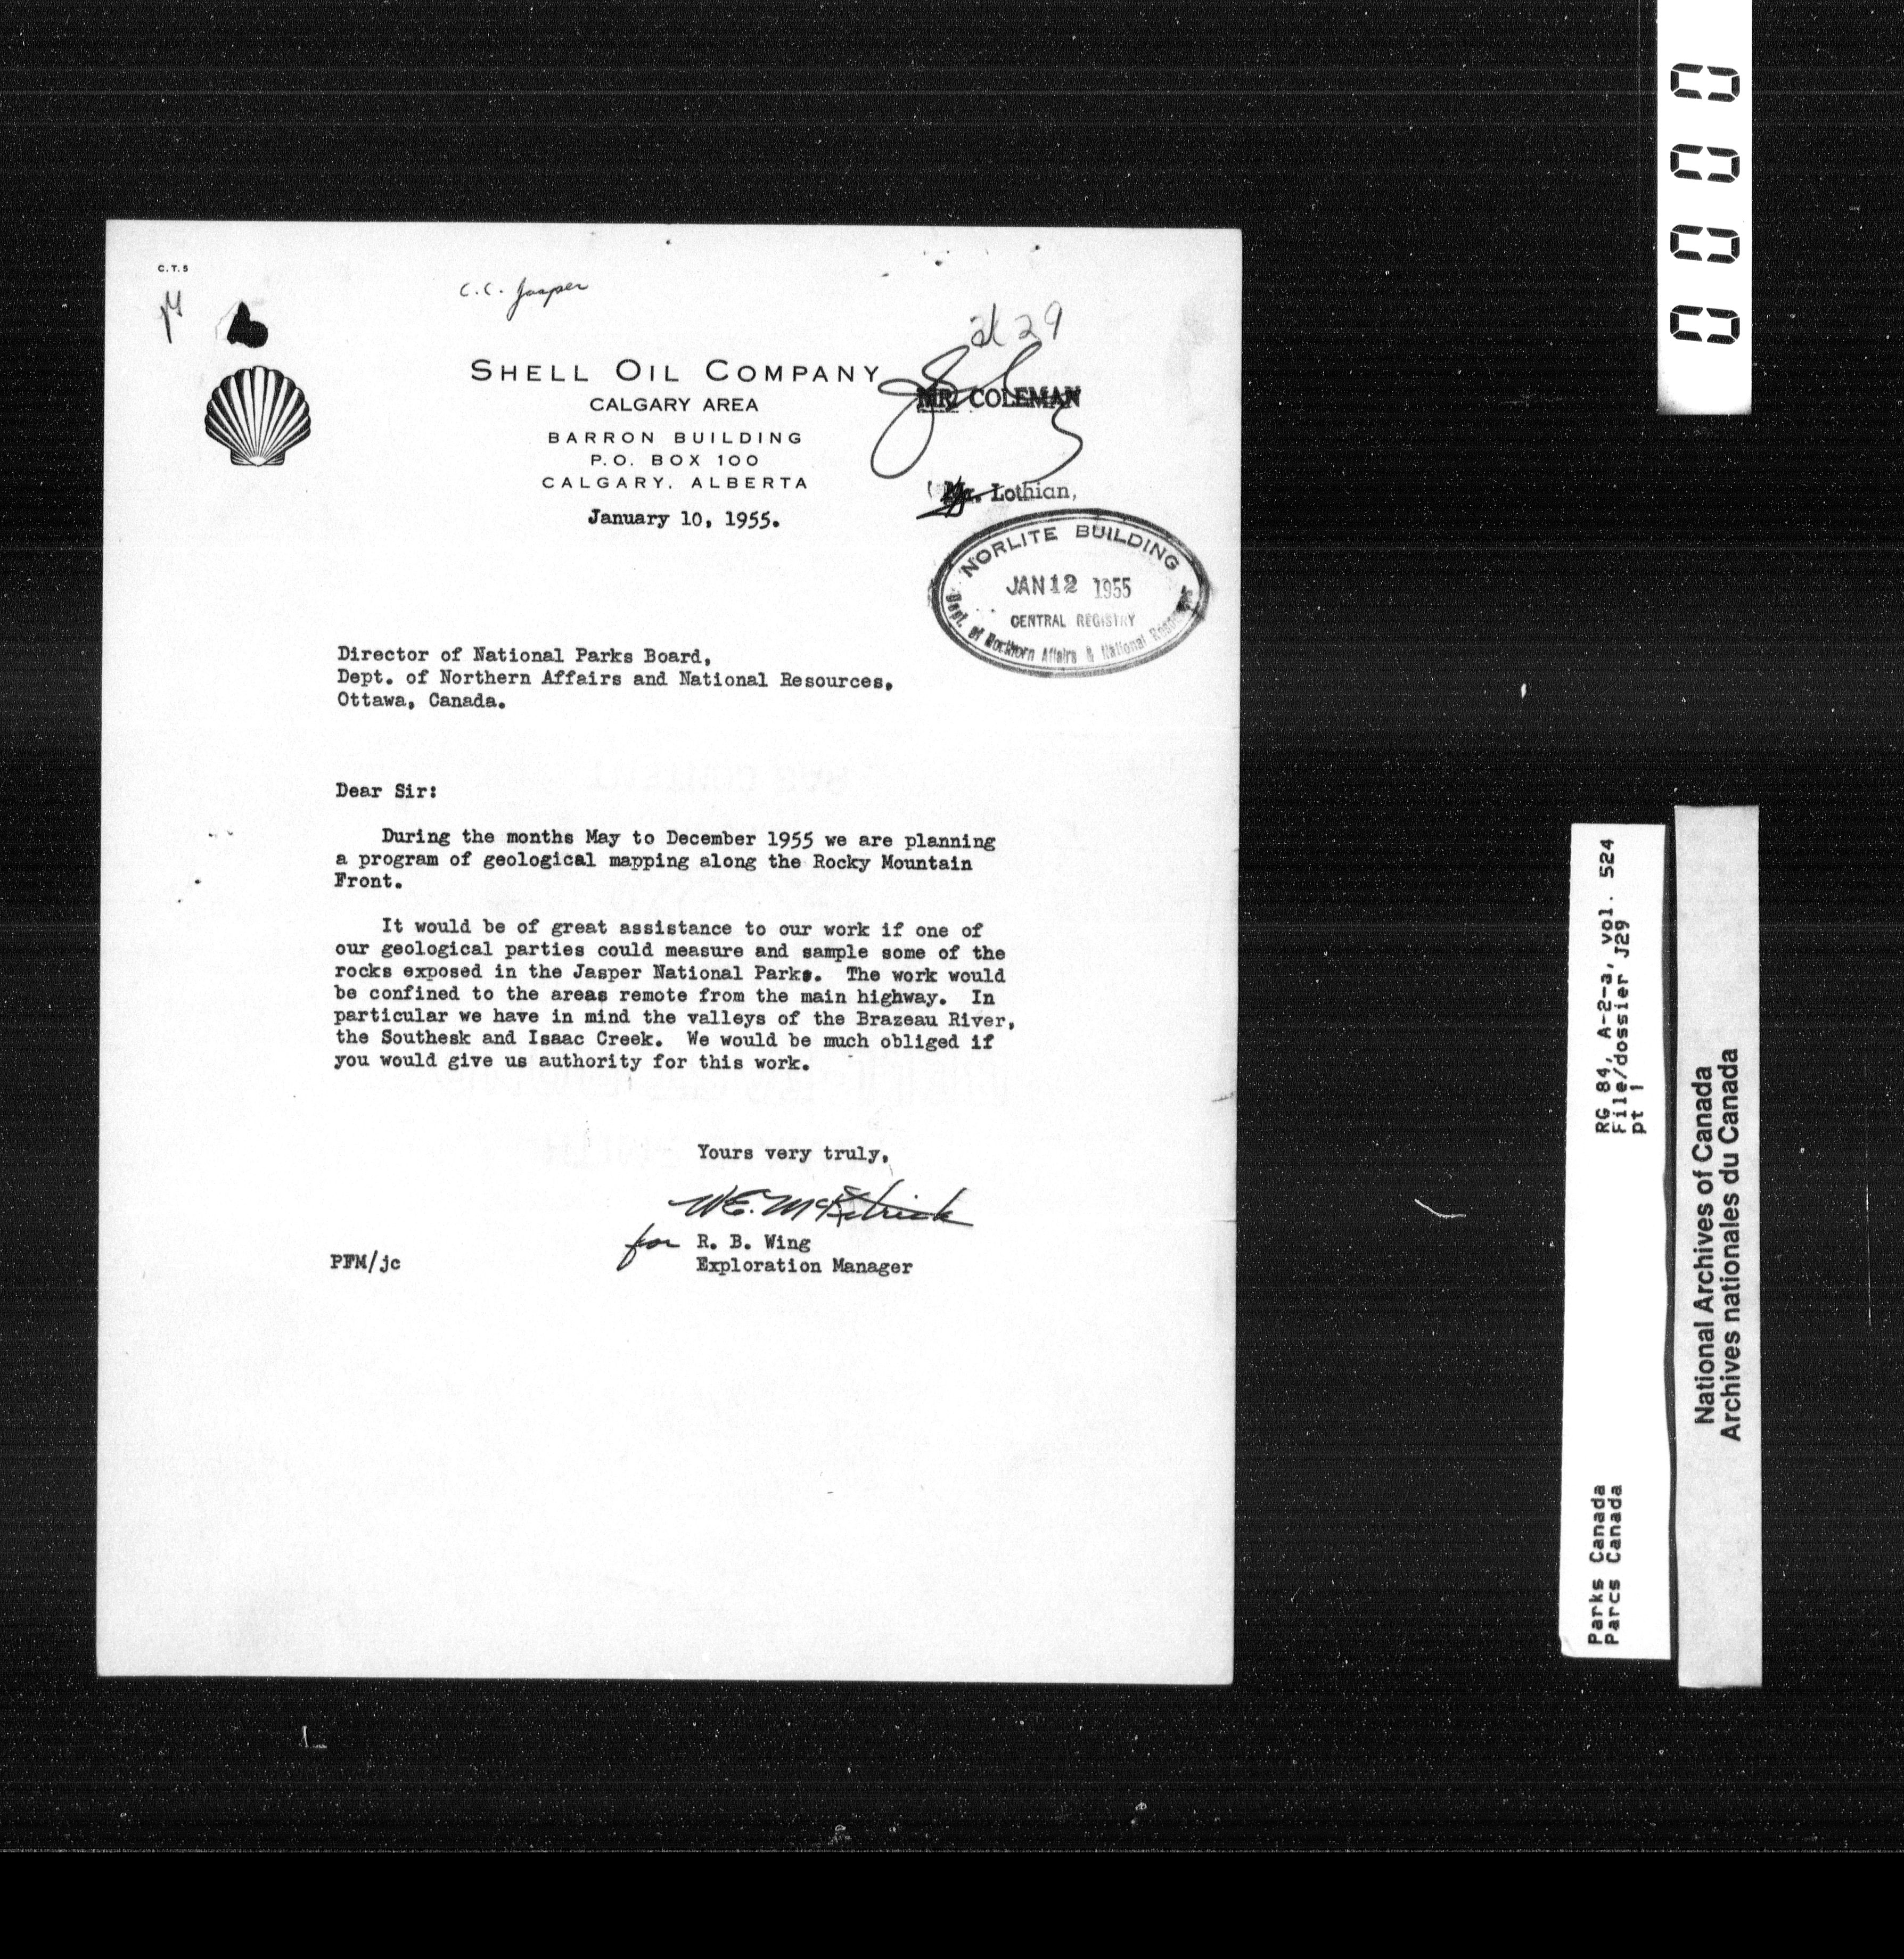 0000
C.T.5
C.C. Jasper
29
SHELL OIL COMPANY
CALGARY AREA
BARRON BUILDING
P.O. BOX 100
CALGARY, ALBERTA
January 10, 1955.
MR. COLEMAN
Mr. Lothian,
NORLITE BUILDING
JAN 12 1955
CENTRAL REGISTRY
Dept. of Northern Affairs & National Resources
Director of National Parks Board,
Dept. of Northern Affairs and National Resources,
Ottawa, Canada.
Dear Sir:
During the months May to December 1955 we are planning
a program of geological mapping along the Rocky Mountain
Front.
It would be of great assistance to our work if one of
our geological parties could measure and sample some of the
rocks exposed in the Jasper National Parks. The work would
be confined to the areas remote from the main highway. In
particular we have in mind the valleys of the Brazeau River,
the Southesk and Isaac Creek. We would be much obliged if
you would give us authority for this work.
Yours very truly,
W.E. McKitrick
for R. B. Wing
Exploration Manager
PFM/jc
RG 84, A-2-a, vol. 524
File/dossier J29
pt 1
Parks Canada
Parcs Canada
National Archives of Canada
Archives nationales du Canada